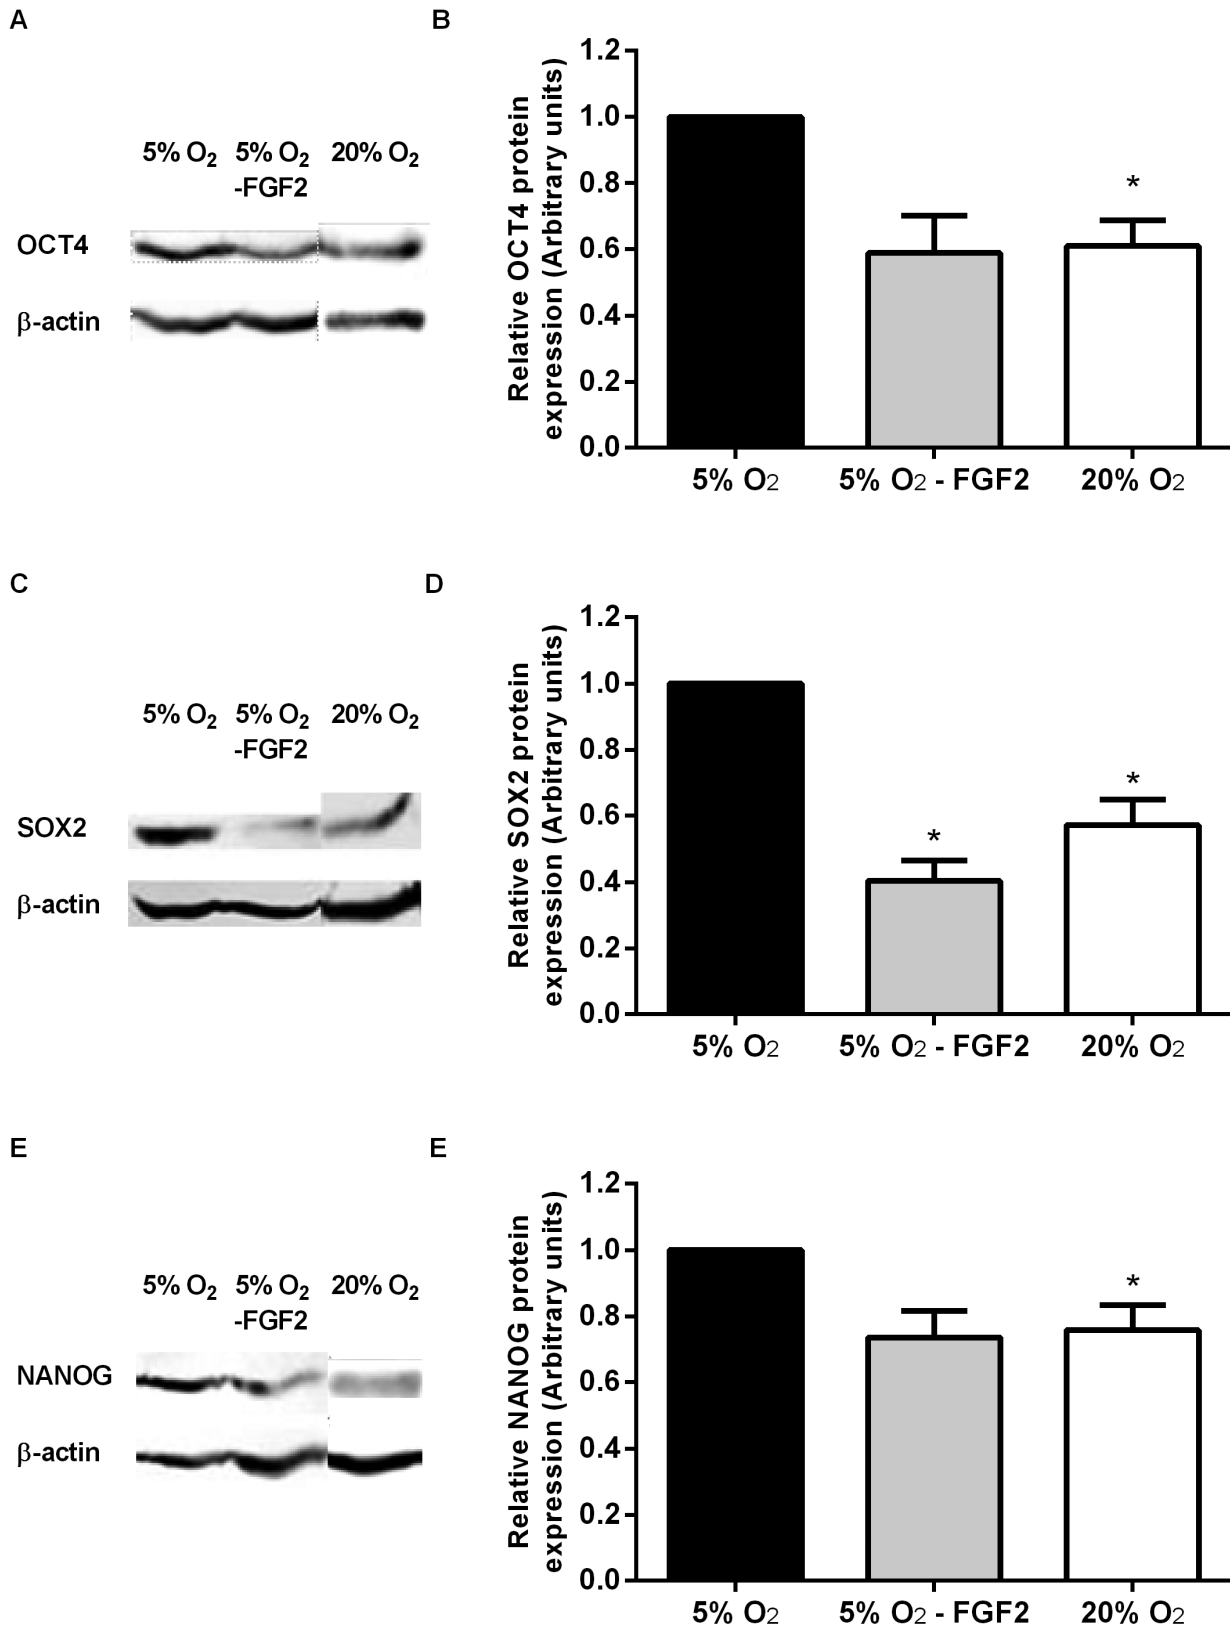 A
5% O2 5% O2 20% O2
-FGF2
OCT4
β-actin
B
Relative OCT4 protein
expression (Arbitrary units)
1.2
1.0
0.8
0.6
0.4
0.2
0.0
*
5% O2 5% O2 - FGF2 20% O2
C
5% O2 5% O2 20% O2
-FGF2
SOX2
β-actin
D
Relative SOX2 protein
expression (Arbitrary units)
1.2
1.0
0.8
0.6
0.4
0.2
0.0
* *
5% O2 5% O2 - FGF2 20% O2
E
5% O2 5% O2 20% O2
-FGF2
NANOG
β-actin
E
Relative NANOG protein
expression (Arbitrary units)
1.2
1.0
0.8
0.6
0.4
0.2
0.0
*
5% O2 5% O2 - FGF2 20% O2